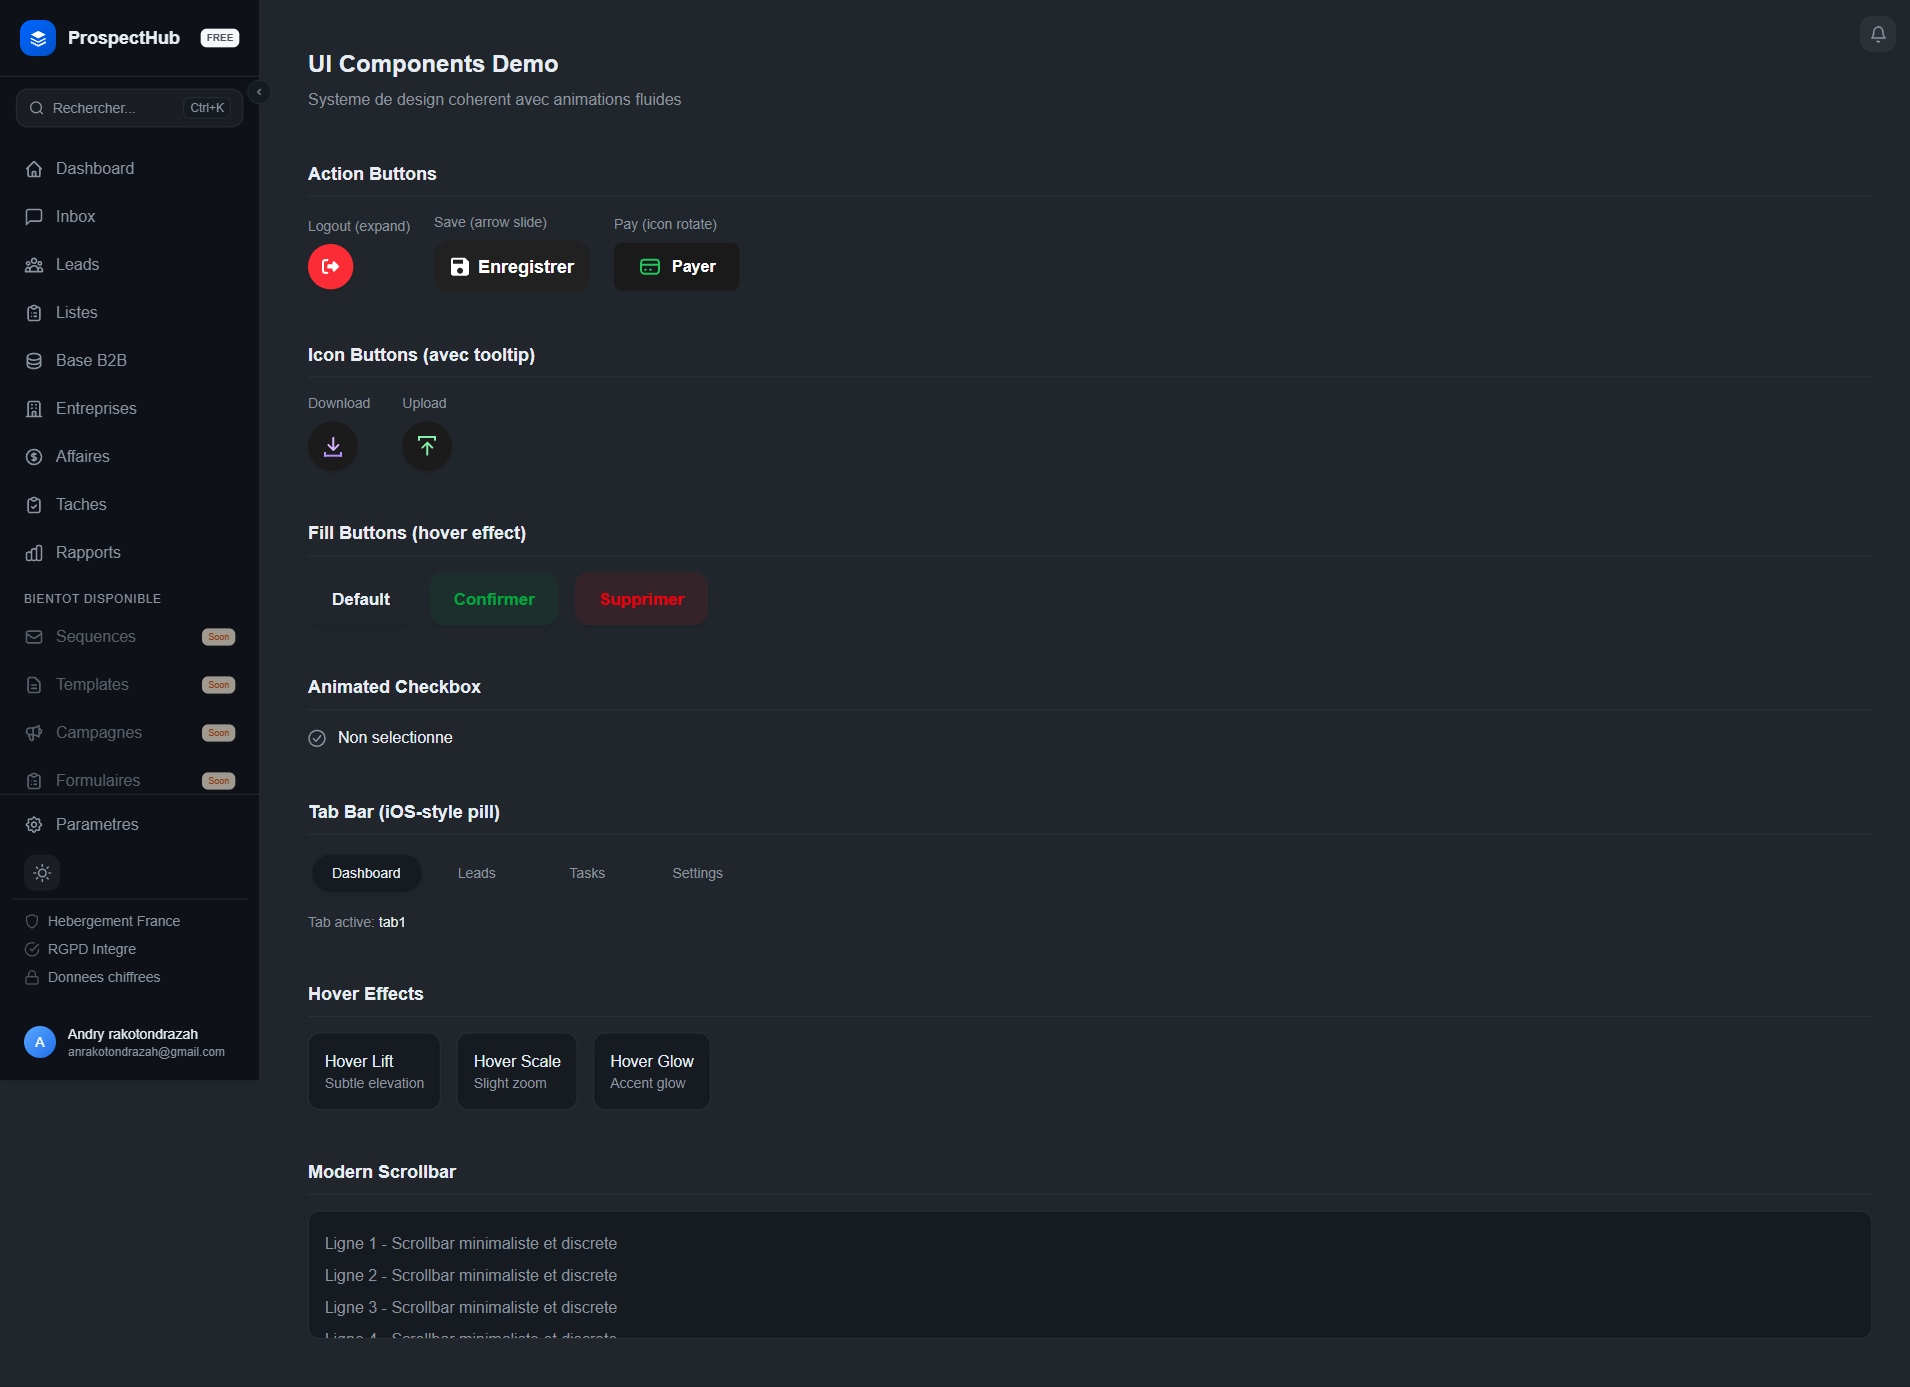 ProspectHub FREE
Rechercher... Ctrl+K
Dashboard
Inbox
Leads
Listes
Base B2B
Entreprises
Affaires
Taches
Rapports
BIENTOT DISPONIBLE
Sequences Soon
Templates Soon
Campagnes Soon
Formulaires Soon
Parametres
Hebergement France
RGPD Integre
Donnees chiffrees
A
Andry rakotondrazah
anrakotondrazah@gmail.com
UI Components Demo
Systeme de design coherent avec animations fluides
Action Buttons
Logout (expand) Save (arrow slide) Pay (icon rotate)
Enregistrer Payer
Icon Buttons (avec tooltip)
Download Upload
Fill Buttons (hover effect)
Default Confirmer Supprimer
Animated Checkbox
Non selectionne
Tab Bar (iOS-style pill)
Dashboard Leads Tasks Settings
Tab active: tab1
Hover Effects
Hover Lift Hover Scale Hover Glow
Subtle elevation Slight zoom Accent glow
Modern Scrollbar
Ligne 1 - Scrollbar minimaliste et discrete
Ligne 2 - Scrollbar minimaliste et discrete
Ligne 3 - Scrollbar minimaliste et discrete
Ligne 4 - Scrollbar minimaliste et discrete